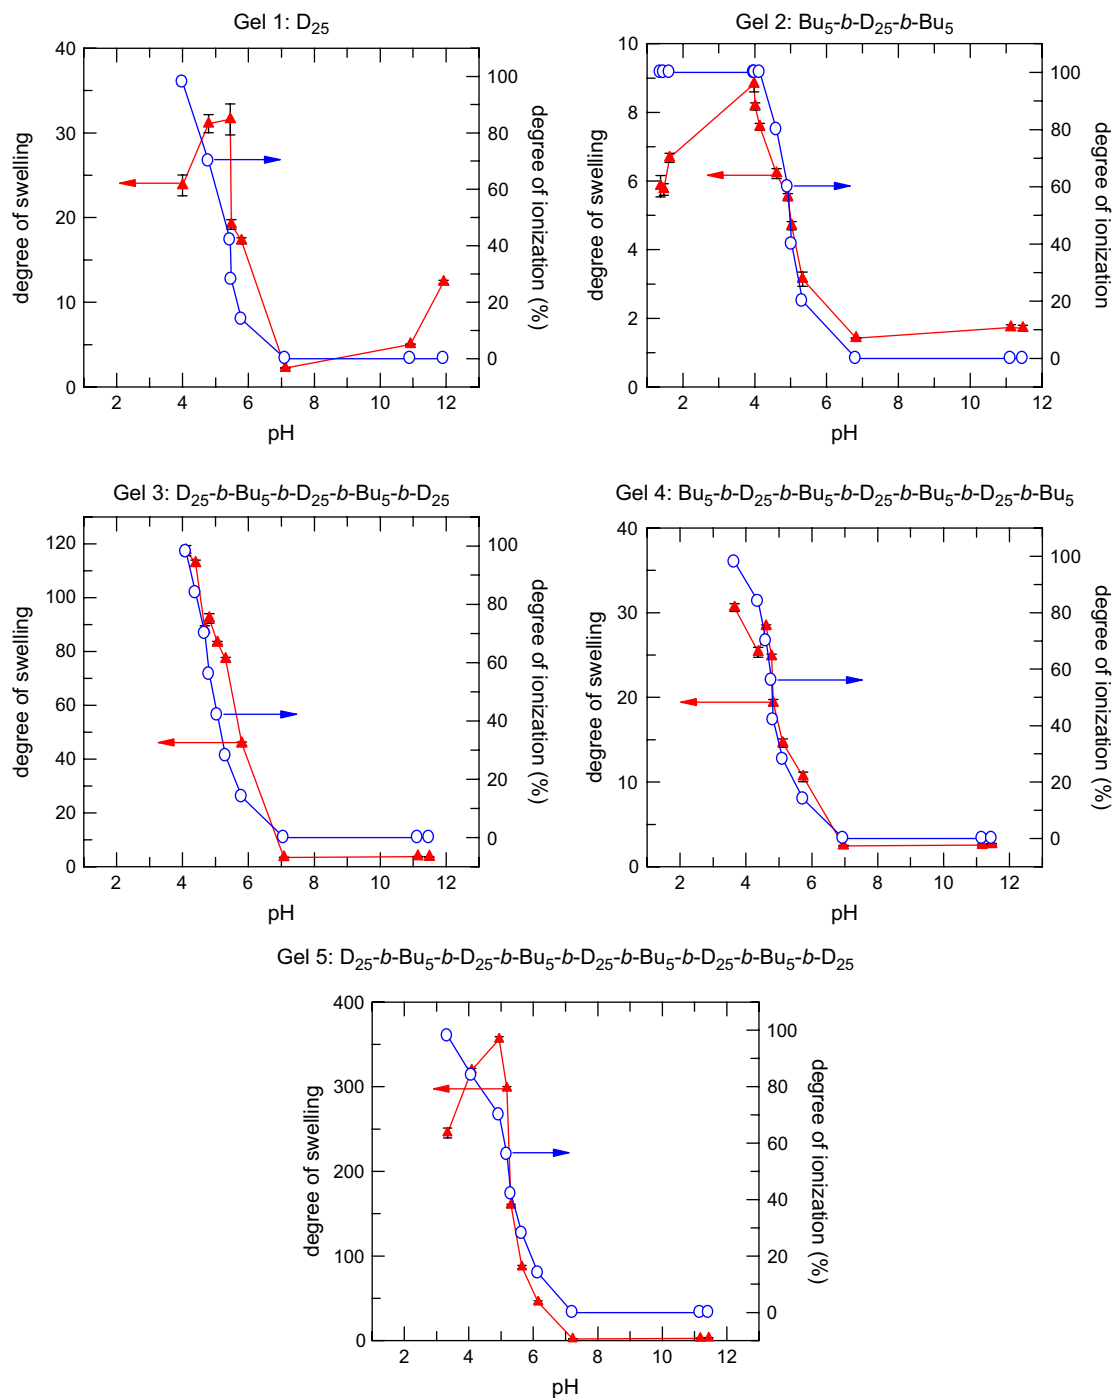 Gel 1: D25
degree of swelling
40
30
20
10
0
degree of ionization (%)
100
80
60
40
20
0
2 4 6 8 10 12
pH
Gel 2: Bu5-b-D25-b-Bu5
degree of swelling
10
8
6
4
2
0
degree of ionization
100
80
60
40
20
0
2 4 6 8 10 12
pH
Gel 3: D25-b-Bu5-b-D25-b-Bu5-b-D25
degree of swelling
120
100
80
60
40
20
0
degree of ionization (%)
100
80
60
40
20
0
2 4 6 8 10 12
pH
Gel 4: Bu5-b-D25-b-Bu5-b-D25-b-Bu5-b-D25-b-Bu5
degree of swelling
40
30
20
10
0
degree of ionization (%)
100
80
60
40
20
0
2 4 6 8 10 12
pH
Gel 5: D25-b-Bu5-b-D25-b-Bu5-b-D25-b-Bu5-b-D25-b-Bu5-b-D25
degree of swelling
400
300
200
100
0
degree of ionization (%)
100
80
60
40
20
0
2 4 6 8 10 12
pH